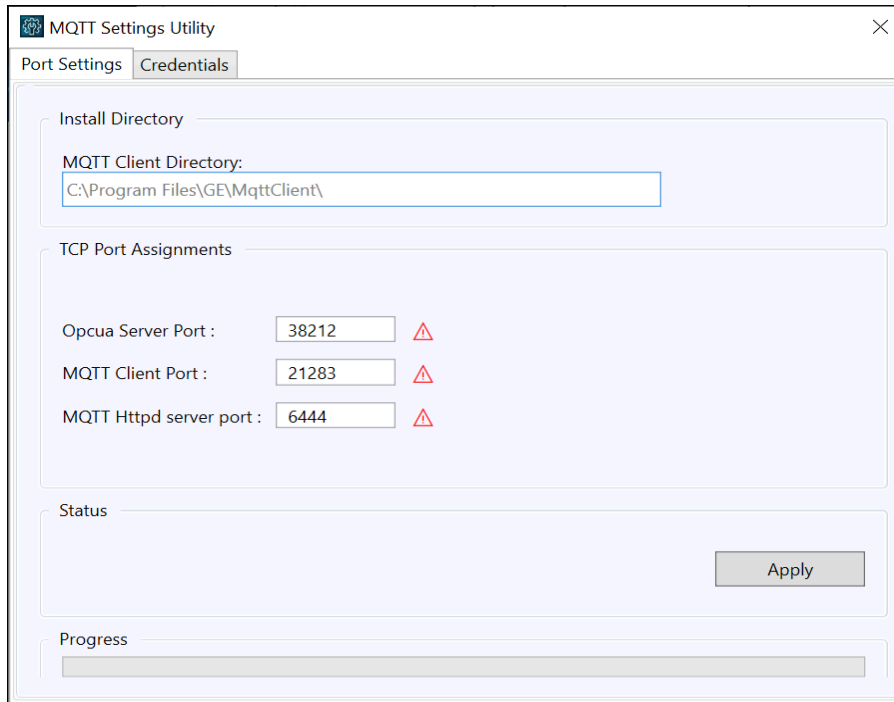 MQTT Settings Utility
Port Settings Credentials
Install Directory
MQTT Client Directory:
C:\Program Files\GE\MqttClient\
TCP Port Assignments
Opcua Server Port : 38212
MQTT Client Port : 21283
MQTT Httpd server port : 6444
Status
Apply
Progress